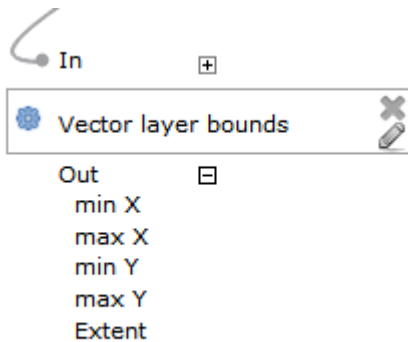 In
Vector layer bounds
Out
min X
max X
min Y
max Y
Extent